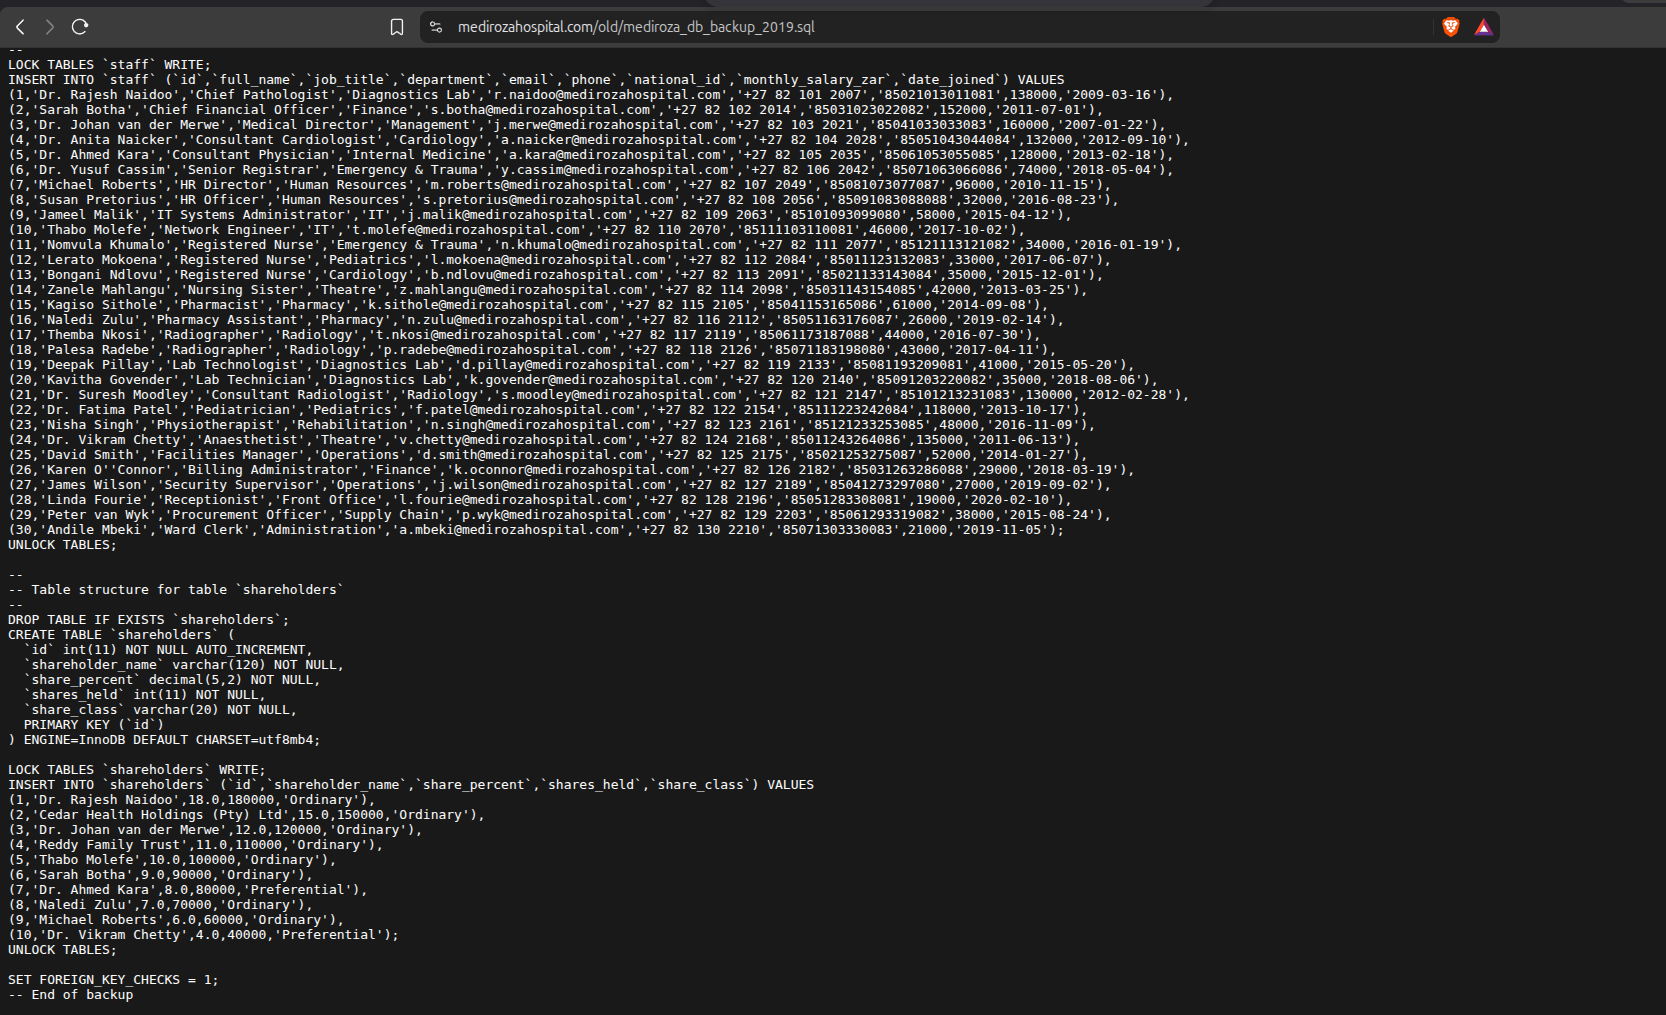 medirozahospital.com/old/mediroza_db_backup_2019.sql
--
LOCK TABLES `staff` WRITE;
INSERT INTO `staff` (`id`,`full_name`,`job_title`,`department`,`email`,`phone`,`national_id`,`monthly_salary_zar`,`date_joined`) VALUES
(1,'Dr. Rajesh Naidoo','Chief Pathologist','Diagnostics Lab','r.naidoo@medirozahospital.com','+27 82 101 2007','85021013011081',138000,'2009-03-16'),
(2,'Sarah Botha','Chief Financial Officer','Finance','s.botha@medirozahospital.com','+27 82 102 2014','85031023022082',152000,'2011-07-01'),
(3,'Dr. Johan van der Merwe','Medical Director','Management','j.merwe@medirozahospital.com','+27 82 103 2021','85041033033083',160000,'2007-01-22'),
(4,'Dr. Anita Naicker','Consultant Cardiologist','Cardiology','a.naicker@medirozahospital.com','+27 82 104 2028','85051043044084',132000,'2012-09-10'),
(5,'Dr. Ahmed Kara','Consultant Physician','Internal Medicine','a.kara@medirozahospital.com','+27 82 105 2035','85061053055085',128000,'2013-02-18'),
(6,'Dr. Yusuf Cassim','Senior Registrar','Emergency & Trauma','y.cassim@medirozahospital.com','+27 82 106 2042','85071063066086',74000,'2018-05-04'),
(7,'Michael Roberts','HR Director','Human Resources','m.roberts@medirozahospital.com','+27 82 107 2049','85081073077087',96000,'2010-11-15'),
(8,'Susan Pretorius','HR Officer','Human Resources','s.pretorius@medirozahospital.com','+27 82 108 2056','85091083088088',32000,'2016-08-23'),
(9,'Jameel Malik','IT Systems Administrator','IT','j.malik@medirozahospital.com','+27 82 109 2063','85101093099080',58000,'2015-04-12'),
(10,'Thabo Molefe','Network Engineer','IT','t.molefe@medirozahospital.com','+27 82 110 2070','85111103110081',46000,'2017-10-02'),
(11,'Nomvula Khumalo','Registered Nurse','Emergency & Trauma','n.khumalo@medirozahospital.com','+27 82 111 2077','85121113121082',34000,'2016-01-19'),
(12,'Lerato Mokoena','Registered Nurse','Pediatrics','l.mokoena@medirozahospital.com','+27 82 112 2084','85011123132083',33000,'2017-06-07'),
(13,'Bongani Ndlovu','Registered Nurse','Cardiology','b.ndlovu@medirozahospital.com','+27 82 113 2091','85021133143084',35000,'2015-12-01'),
(14,'Zanele Mahlangu','Nursing Sister','Theatre','z.mahlangu@medirozahospital.com','+27 82 114 2098','85031143154085',42000,'2013-03-25'),
(15,'Kagiso Sithole','Pharmacist','Pharmacy','k.sithole@medirozahospital.com','+27 82 115 2105','85041153165086',61000,'2014-09-08'),
(16,'Naledi Zulu','Pharmacy Assistant','Pharmacy','n.zulu@medirozahospital.com','+27 82 116 2112','85051163176087',26000,'2019-02-14'),
(17,'Themba Nkosi','Radiographer','Radiology','t.nkosi@medirozahospital.com','+27 82 117 2119','85061173187088',44000,'2016-07-30'),
(18,'Palesa Radebe','Radiographer','Radiology','p.radebe@medirozahospital.com','+27 82 118 2126','85071183198080',43000,'2017-04-11'),
(19,'Deepak Pillay','Lab Technologist','Diagnostics Lab','d.pillay@medirozahospital.com','+27 82 119 2133','85081193209081',41000,'2015-05-20'),
(20,'Kavitha Govender','Lab Technician','Diagnostics Lab','k.govender@medirozahospital.com','+27 82 120 2140','85091203220082',35000,'2018-08-06'),
(21,'Dr. Suresh Moodley','Consultant Radiologist','Radiology','s.moodley@medirozahospital.com','+27 82 121 2147','85101213231083',130000,'2012-02-28'),
(22,'Dr. Fatima Patel','Pediatrician','Pediatrics','f.patel@medirozahospital.com','+27 82 122 2154','85111223242084',118000,'2013-10-17'),
(23,'Nisha Singh','Physiotherapist','Rehabilitation','n.singh@medirozahospital.com','+27 82 123 2161','85121233253085',48000,'2016-11-09'),
(24,'Dr. Vikram Chetty','Anaesthetist','Theatre','v.chetty@medirozahospital.com','+27 82 124 2168','85011243264086',135000,'2011-06-13'),
(25,'David Smith','Facilities Manager','Operations','d.smith@medirozahospital.com','+27 82 125 2175','85021253275087',52000,'2014-01-27'),
(26,'Karen O''Connor','Billing Administrator','Finance','k.oconnor@medirozahospital.com','+27 82 126 2182','85031263286088',29000,'2018-03-19'),
(27,'James Wilson','Security Supervisor','Operations','j.wilson@medirozahospital.com','+27 82 127 2189','85041273297080',27000,'2019-09-02'),
(28,'Linda Fourie','Receptionist','Front Office','l.fourie@medirozahospital.com','+27 82 128 2196','85051283308081',19000,'2020-02-10'),
(29,'Peter van Wyk','Procurement Officer','Supply Chain','p.wyk@medirozahospital.com','+27 82 129 2203','85061293319082',38000,'2015-08-24'),
(30,'Andile Mbeki','Ward Clerk','Administration','a.mbeki@medirozahospital.com','+27 82 130 2210','85071303330083',21000,'2019-11-05');
UNLOCK TABLES;
--
-- Table structure for table `shareholders`
--
DROP TABLE IF EXISTS `shareholders`;
CREATE TABLE `shareholders` (
`id` int(11) NOT NULL AUTO_INCREMENT,
`shareholder_name` varchar(120) NOT NULL,
`share_percent` decimal(5,2) NOT NULL,
`shares_held` int(11) NOT NULL,
`share_class` varchar(20) NOT NULL,
PRIMARY KEY (`id`)
) ENGINE=InnoDB DEFAULT CHARSET=utf8mb4;
LOCK TABLES `shareholders` WRITE;
INSERT INTO `shareholders` (`id`,`shareholder_name`,`share_percent`,`shares_held`,`share_class`) VALUES
(1,'Dr. Rajesh Naidoo',18.0,180000,'Ordinary'),
(2,'Cedar Health Holdings (Pty) Ltd',15.0,150000,'Ordinary'),
(3,'Dr. Johan van der Merwe',12.0,120000,'Ordinary'),
(4,'Reddy Family Trust',11.0,110000,'Ordinary'),
(5,'Thabo Molefe',10.0,100000,'Ordinary'),
(6,'Sarah Botha',9.0,90000,'Ordinary'),
(7,'Dr. Ahmed Kara',8.0,80000,'Preferential'),
(8,'Naledi Zulu',7.0,70000,'Ordinary'),
(9,'Michael Roberts',6.0,60000,'Ordinary'),
(10,'Dr. Vikram Chetty',4.0,40000,'Preferential');
UNLOCK TABLES;
SET FOREIGN_KEY_CHECKS = 1;
-- End of backup